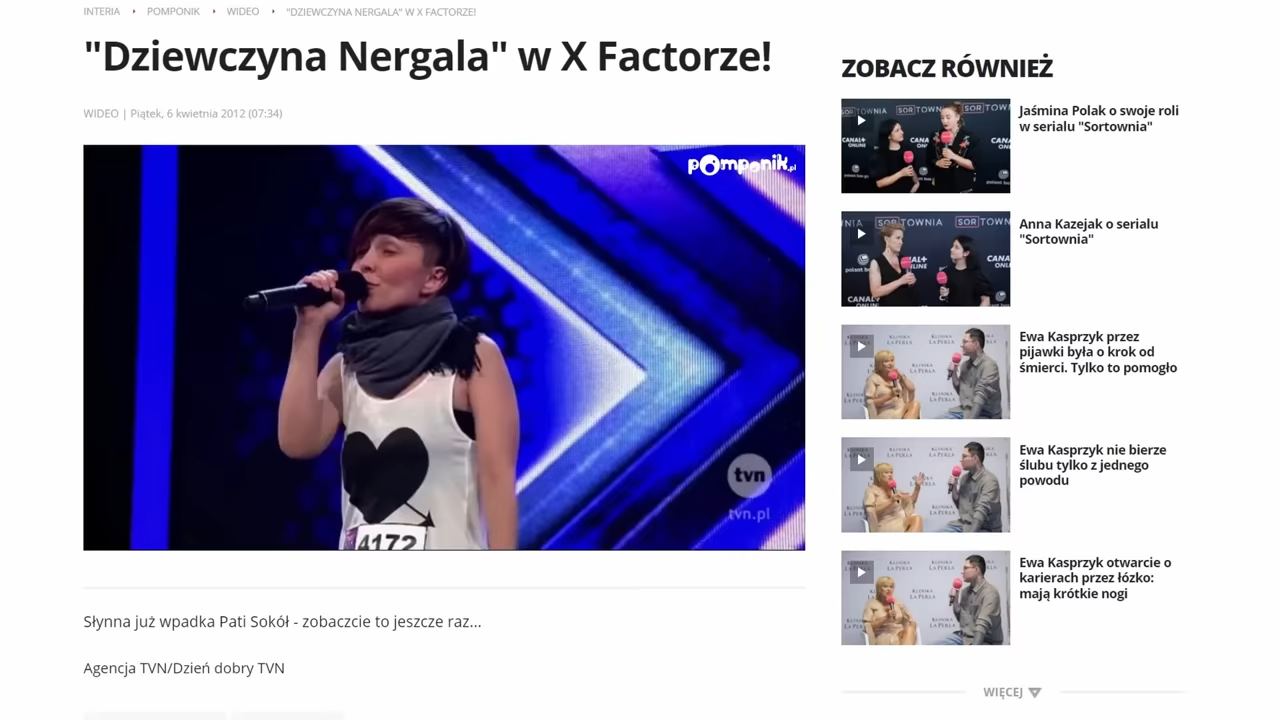 INTERIA POMPONIK WIDEO "DZIEWCZYNA NERGALA" W X FACTORZE!
"Dziewczyna Nergala" w X Factorze!
WIDEO | Piątek, 6 kwietnia 2012 (07:34)
pomponik.pl
tvn
tvn.pl
4172
Słynna już wpadka Pati Sokół - zobaczcie to jeszcze raz...
Agencja TVN/Dzień dobry TVN
ZOBACZ RÓWNIEŻ
Jaśmina Polak o swoje roli
w serialu "Sortownia"
Anna Kazejak o serialu
"Sortownia"
Ewa Kasprzyk przez
pijawki była o krok od
śmierci. Tylko to pomogło
Ewa Kasprzyk nie bierze
ślubu tylko z jednego
powodu
Ewa Kasprzyk otwarcie o
karierach przez łózko:
mają krótkie nogi
WIĘCEJ